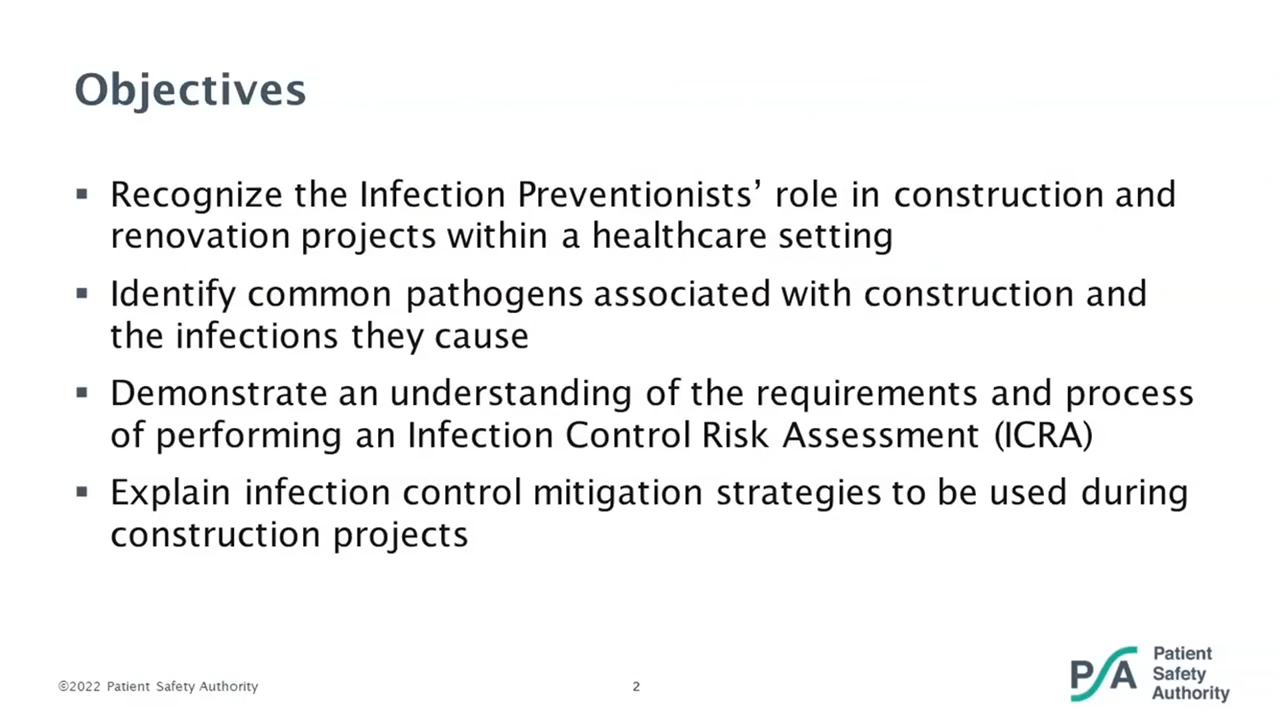 Objectives
▪ Recognize the Infection Preventionists’ role in construction and
renovation projects within a healthcare setting
▪ Identify common pathogens associated with construction and
the infections they cause
▪ Demonstrate an understanding of the requirements and process
of performing an Infection Control Risk Assessment (ICRA)
▪ Explain infection control mitigation strategies to be used during
construction projects
©2022 Patient Safety Authority
2
PSA
Patient
Safety
Authority